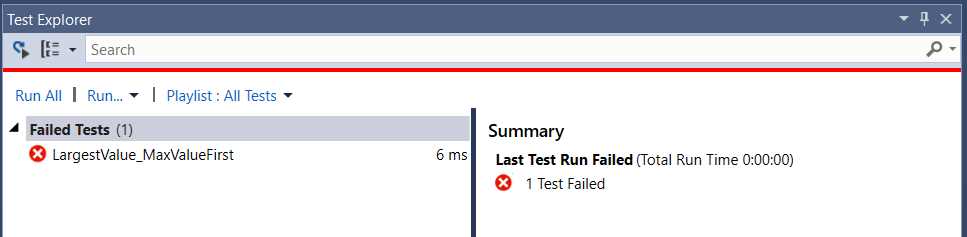 Test Explorer
Search
Run All | Run... | Playlist : All Tests
Failed Tests (1)
LargestValue_MaxValueFirst 6 ms
Summary
Last Test Run Failed (Total Run Time 0:00:00)
1 Test Failed